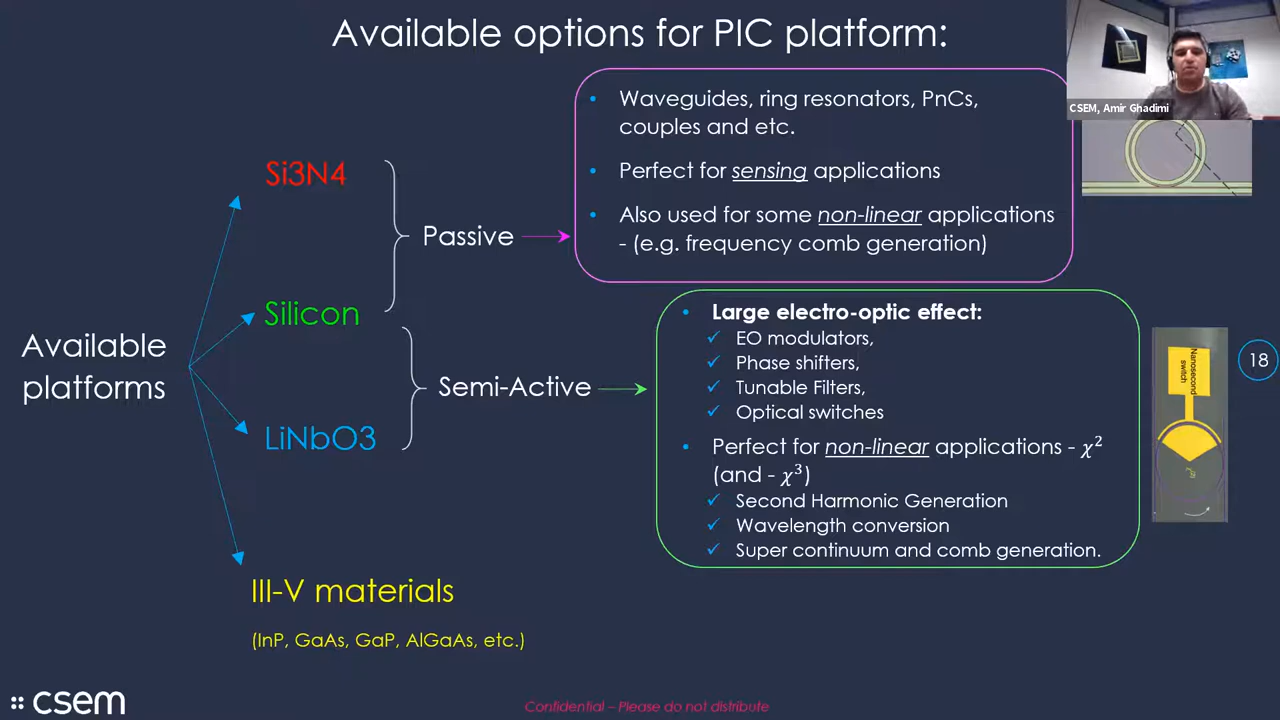 Available options for PIC platform:
CSEM, Amir Ghadimi
• Waveguides, ring resonators, PnCs,
couples and etc.
• Perfect for sensing applications
• Also used for some non-linear applications
- (e.g. frequency comb generation)
Si3N4
Passive
Silicon
Available
platforms
Semi-Active
LiNbO3
• Large electro-optic effect:
✓ EO modulators,
✓ Phase shifters,
✓ Tunable Filters,
✓ Optical switches
• Perfect for non-linear applications - χ²
(and - χ³)
✓ Second Harmonic Generation
✓ Wavelength conversion
✓ Super continuum and comb generation.
Nanosecond
switch
18
III-V materials
(InP, GaAs, GaP, AlGaAs, etc.)
csem
Confidential – Please do not distribute